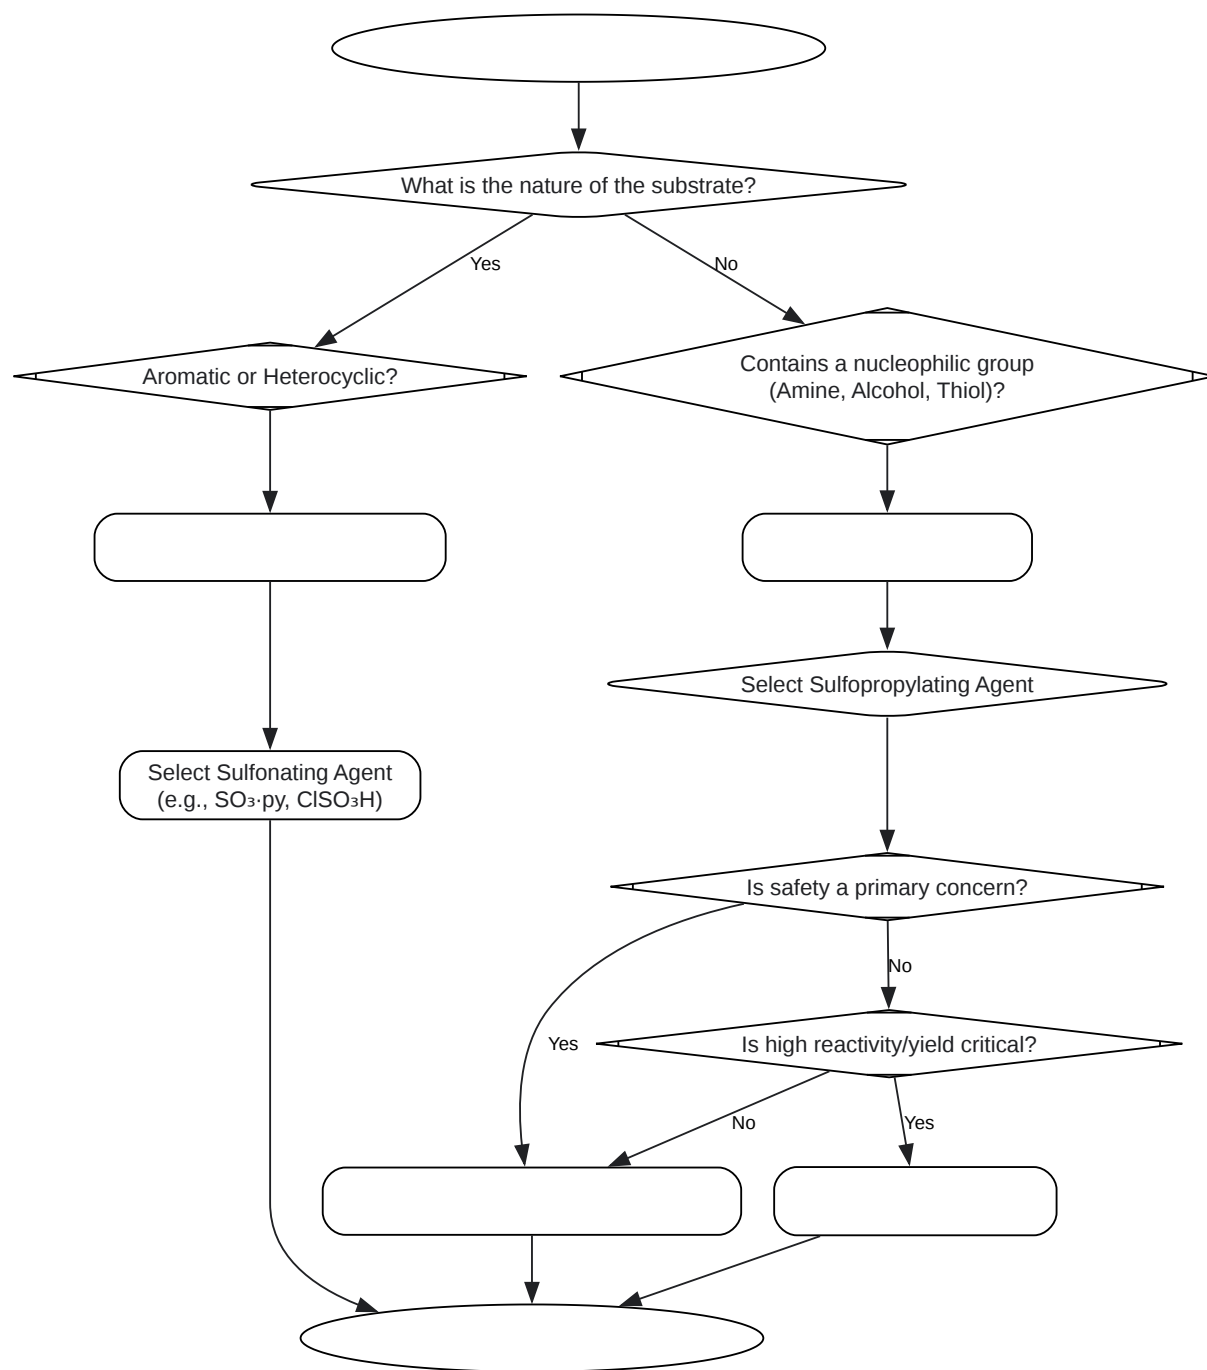 What is the nature of the substrate?
Yes
No
Aromatic or Heterocyclic?
Contains a nucleophilic group
(Amine, Alcohol, Thiol)?
Select Sulfopropylating Agent
Select Sulfonating Agent
(e.g., SO₃·py, ClSO₃H)
Is safety a primary concern?
No
Yes
Is high reactivity/yield critical?
No
Yes